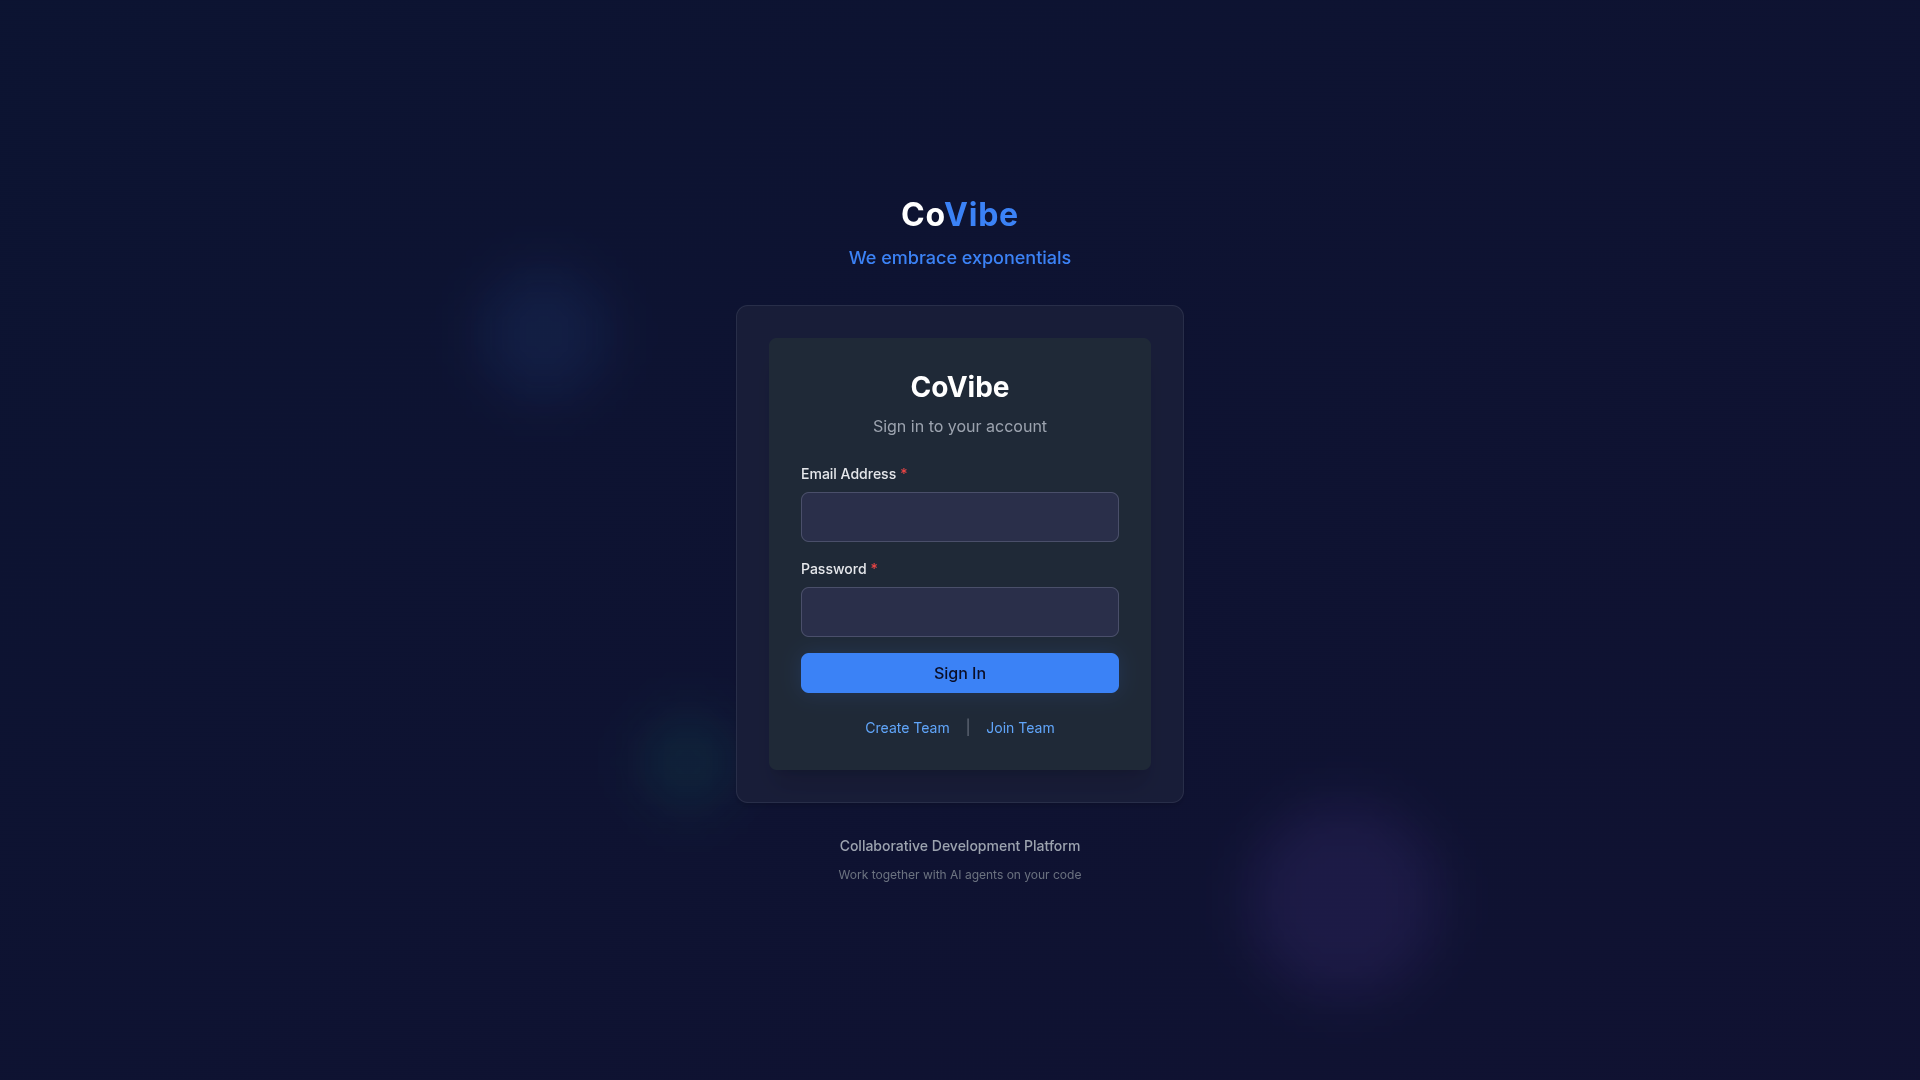 CoVibe
We embrace exponentials
CoVibe
Sign in to your account
Email Address *
Password *
Sign In
Create Team | Join Team
Collaborative Development Platform
Work together with AI agents on your code